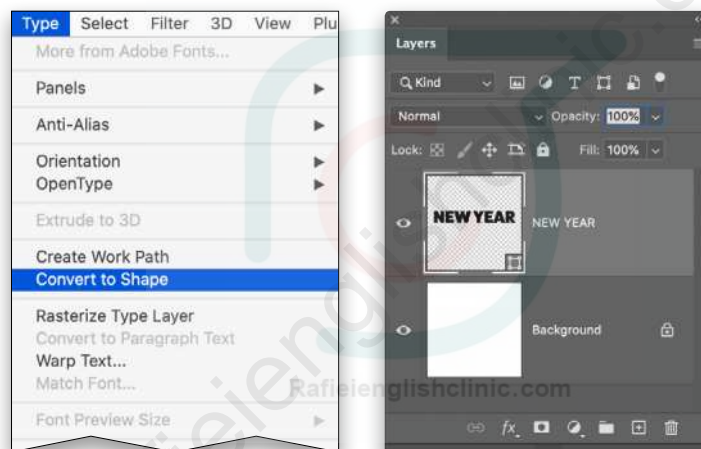 Type Select Filter 3D View Plu
More from Adobe Fonts...
Panels
Anti-Alias
Orientation
OpenType
Extrude to 3D
Create Work Path
Convert to Shape
Rasterize Type Layer
Convert to Paragraph Text
Warp Text...
Match Font...
Font Preview Size
Layers
Kind
Normal Opacity: 100%
Lock: Fill: 100%
NEW YEAR NEW YEAR
Background
fx
Rafieienglishclinic.com